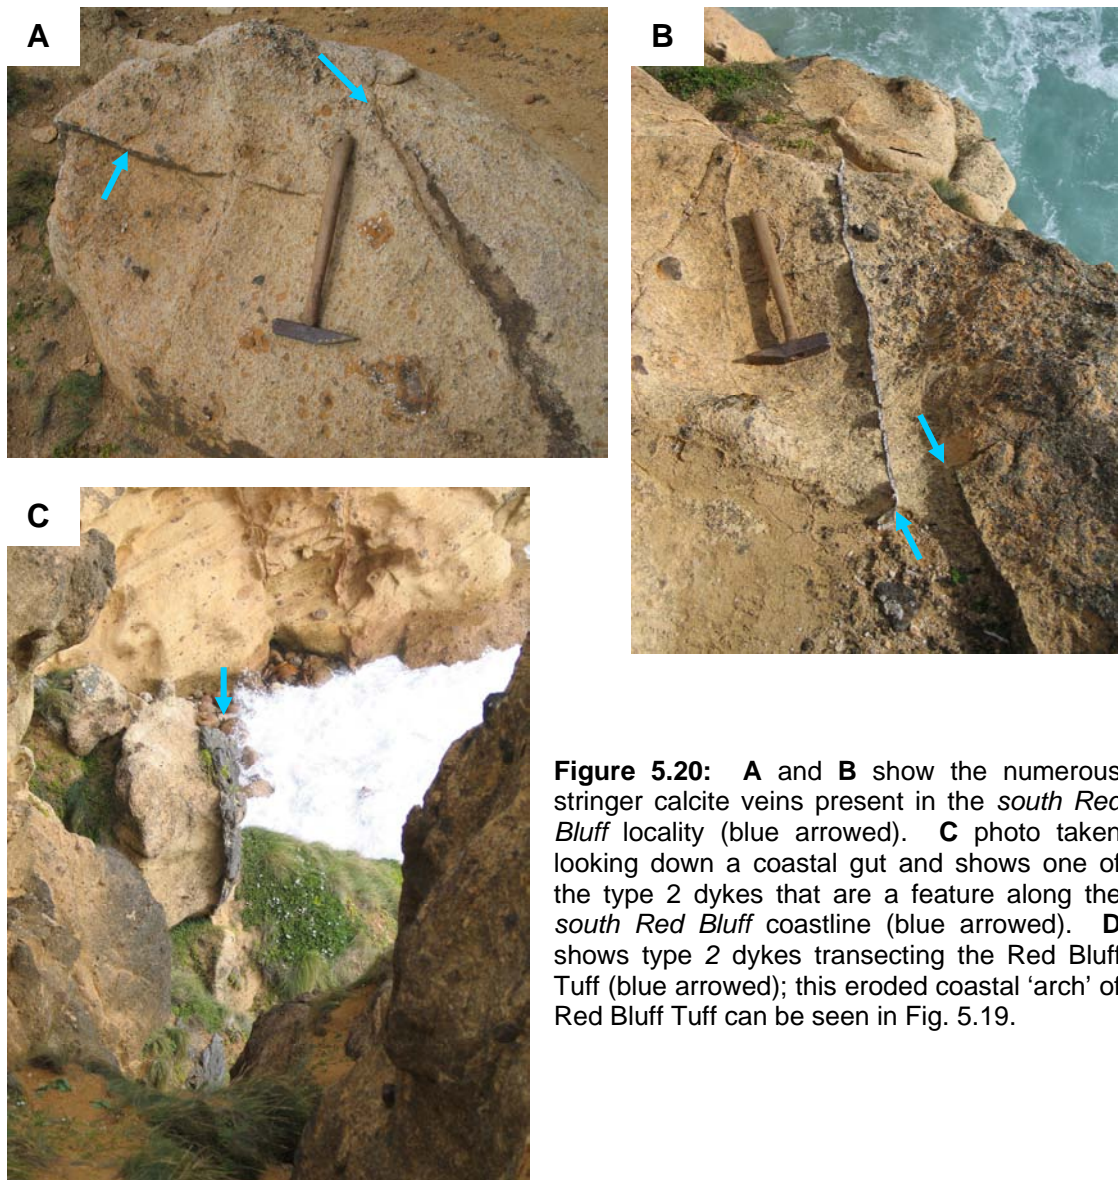 A
B
C
Figure 5.20: A and B show the numerous
stringer calcite veins present in the south Red
Bluff locality (blue arrowed). C photo taken
looking down a coastal gut and shows one of
the type 2 dykes that are a feature along the
south Red Bluff coastline (blue arrowed). D
shows type 2 dykes transecting the Red Bluff
Tuff (blue arrowed); this eroded coastal ‘arch’ of
Red Bluff Tuff can be seen in Fig. 5.19.